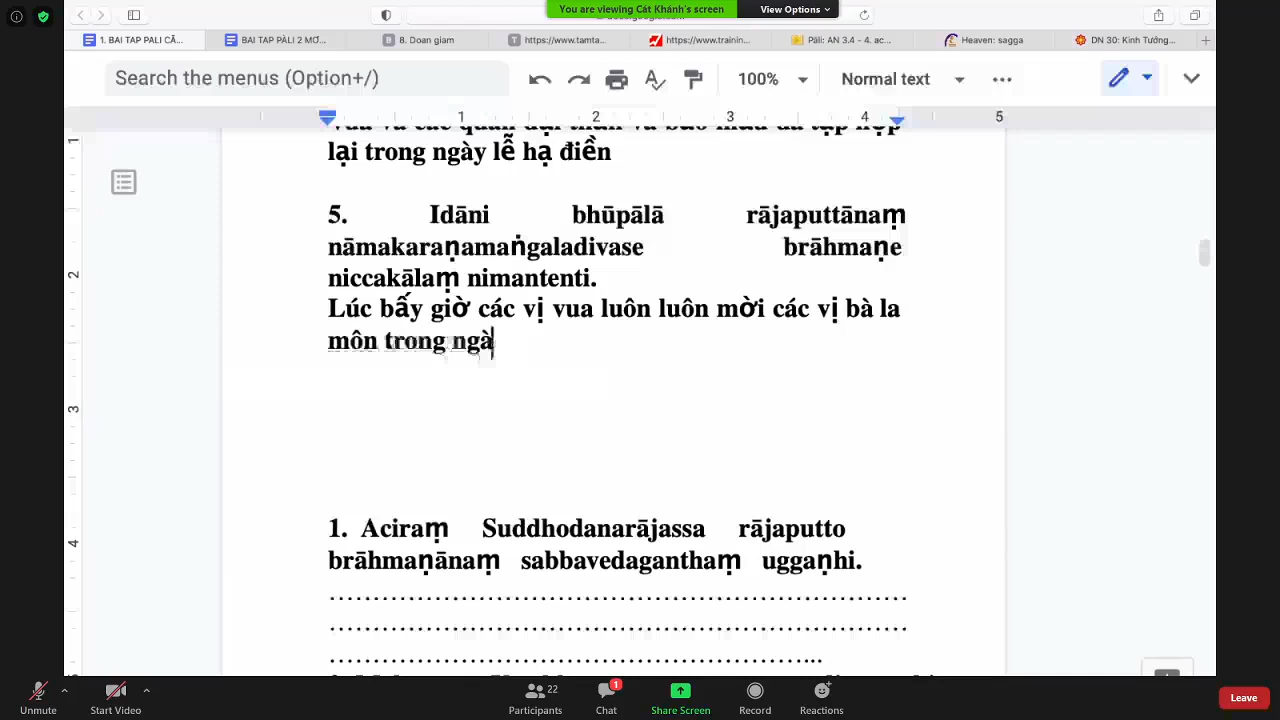 You are viewing Cát Khánh's screen
View Options
1. BAI TAP PALI CĂ...
BAI TAP PÀLI 2 MƠ...
8. Doan giam
https://www.tamta...
https://www.trainin...
Pāli: AN 3.4 - 4. ac...
Heaven: sagga
DN 30: Kinh Tướng...
Search the menus (Option+/)
100%
Normal text
1 2 3 4 5
lại trong ngày lễ hạ điền
5. Idāni bhūpālā rājaputtānaṃ
nāmakaraṇamaṅgaladivase brāhmaṇe
niccakālaṃ nimantenti.
Lúc bấy giờ các vị vua luôn luôn mời các vị bà la
môn trong ngà
1. Aciraṃ Suddhodanarājassa rājaputto
brāhmaṇānaṃ sabbavedaganthaṃ uggaṇhi.
Unmute
Start Video
Participants 22
Chat 1
Share Screen
Record
Reactions
Leave